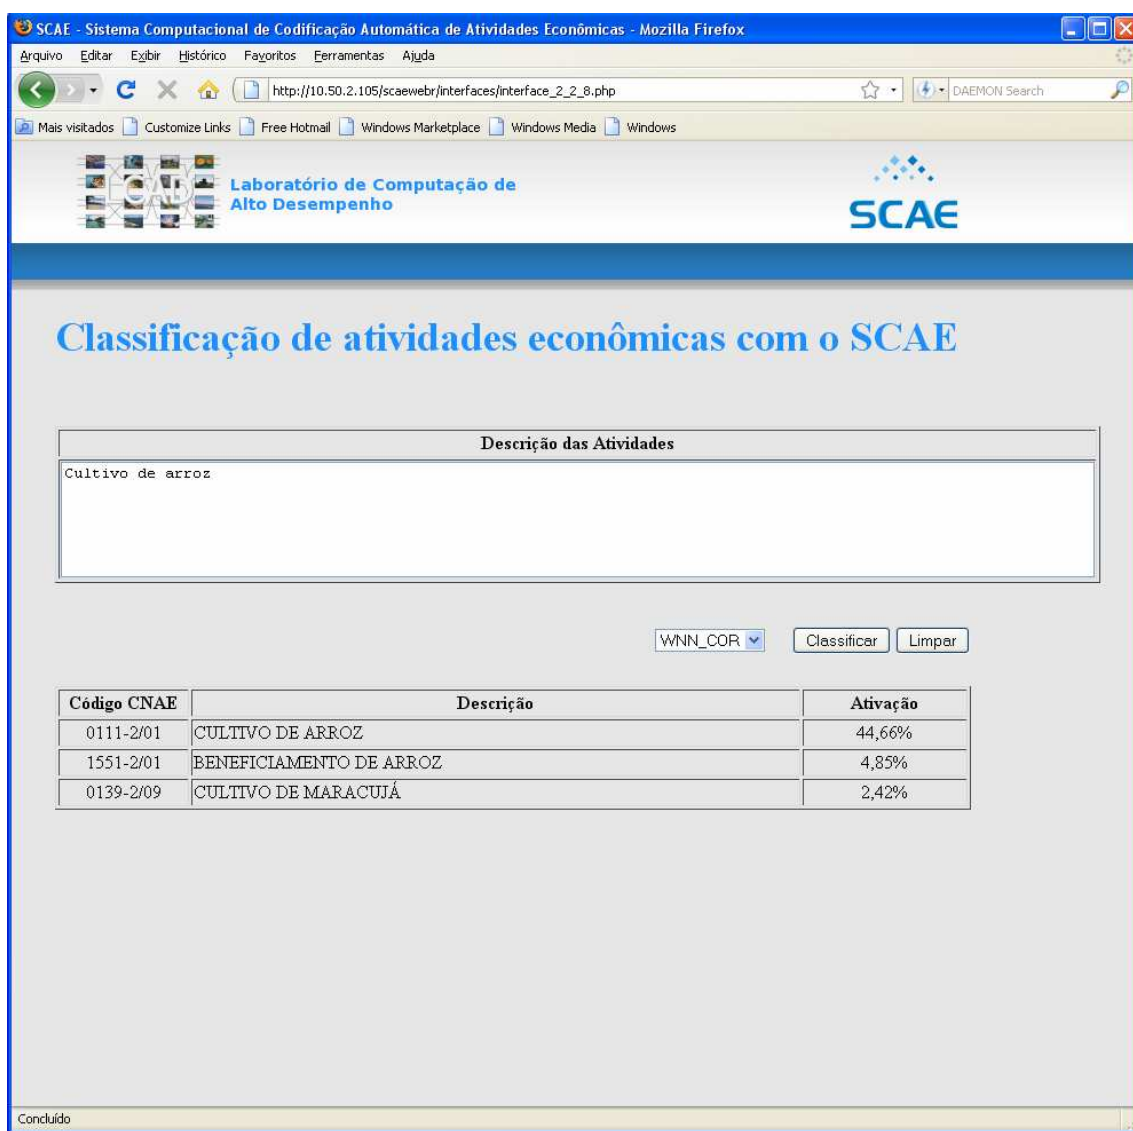 SCAE - Sistema Computacional de Codificação Automática de Atividades Econômicas - Mozilla Firefox
Arquivo Editar Exibir Histórico Favoritos Ferramentas Ajuda
http://10.50.2.105/scaewebr/interfaces/interface_2_2_8.php DAEMON Search
Mais visitados Customize Links Free Hotmail Windows Marketplace Windows Media Windows
LCAD
Laboratório de Computação de
Alto Desempenho
SCAE
Classificação de atividades econômicas com o SCAE
Descrição das Atividades
Cultivo de arroz
WNN_COR Classificar Limpar
Código CNAE Descrição Ativação
0111-2/01 CULTIVO DE ARROZ 44,66%
1551-2/01 BENEFICIAMENTO DE ARROZ 4,85%
0139-2/09 CULTIVO DE MARACUJÁ 2,42%
Concluído